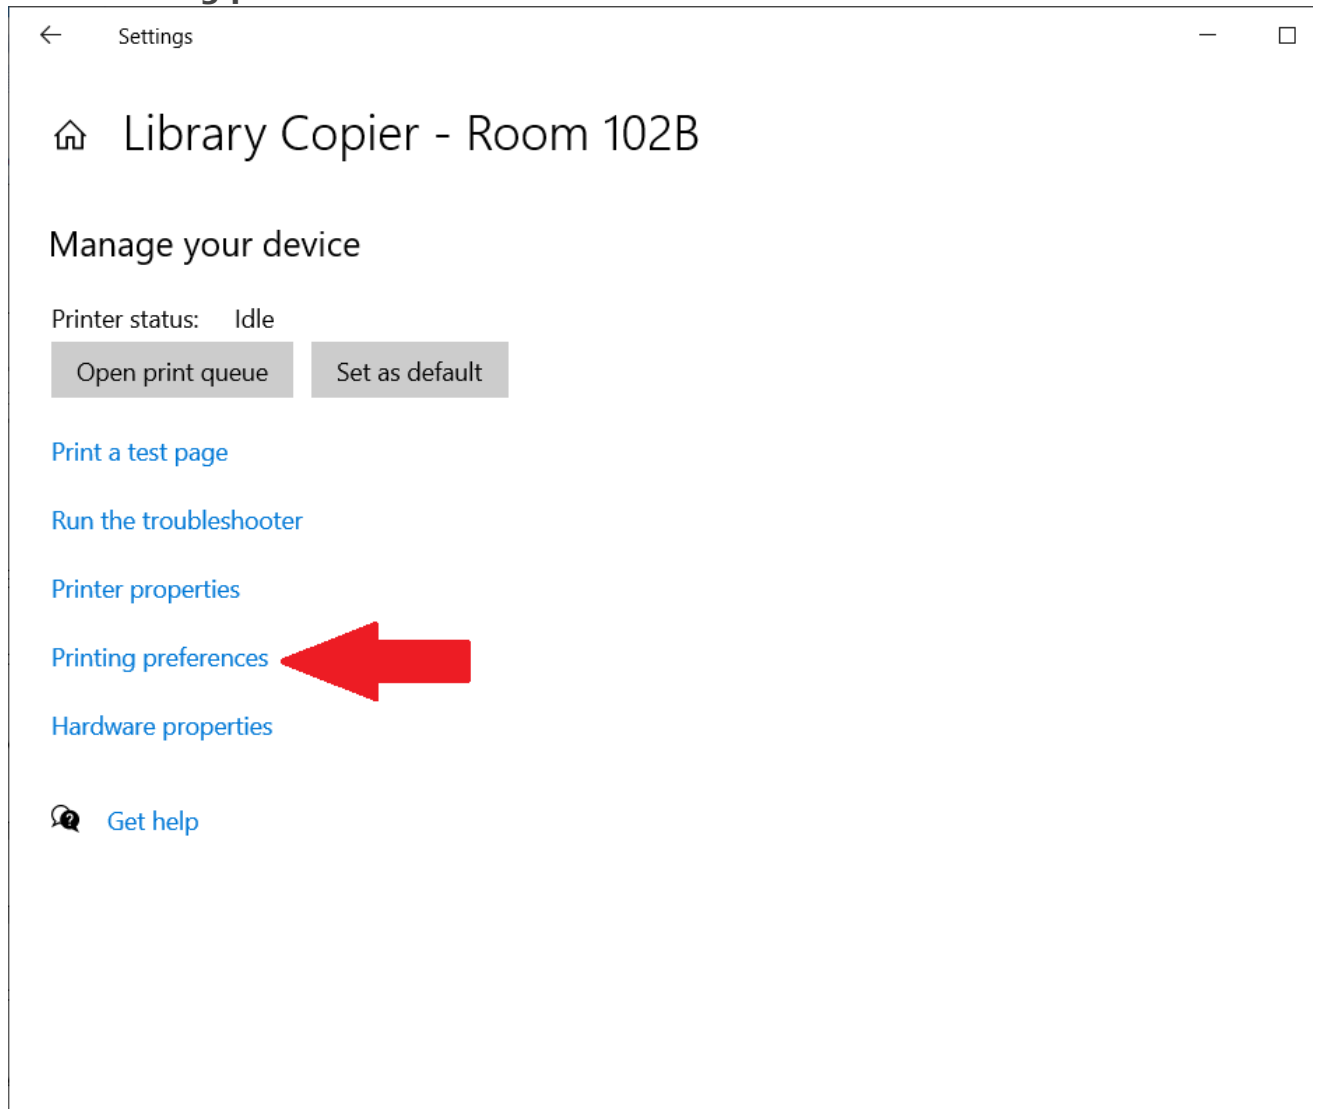 Settings
Library Copier - Room 102B
Manage your device
Printer status: Idle
Open print queue Set as default
Print a test page
Run the troubleshooter
Printer properties
Printing preferences
Hardware properties
Get help